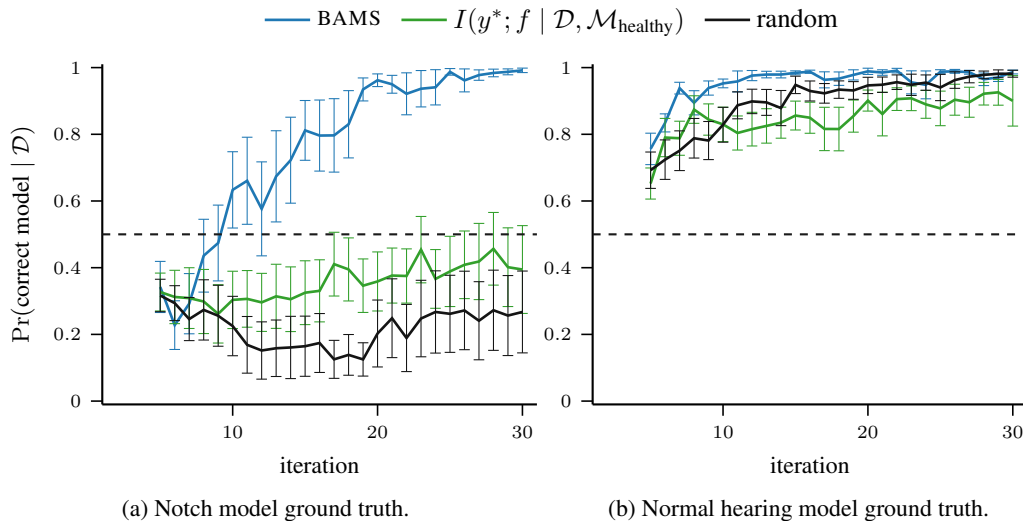 BAMS I(y*; f | D, M_healthy) random
Pr(correct model | D)
1
0.8
0.6
0.4
0.2
0
10 20 30
iteration
(a) Notch model ground truth.
1
0.8
0.6
0.4
0.2
0
10 20 30
iteration
(b) Normal hearing model ground truth.